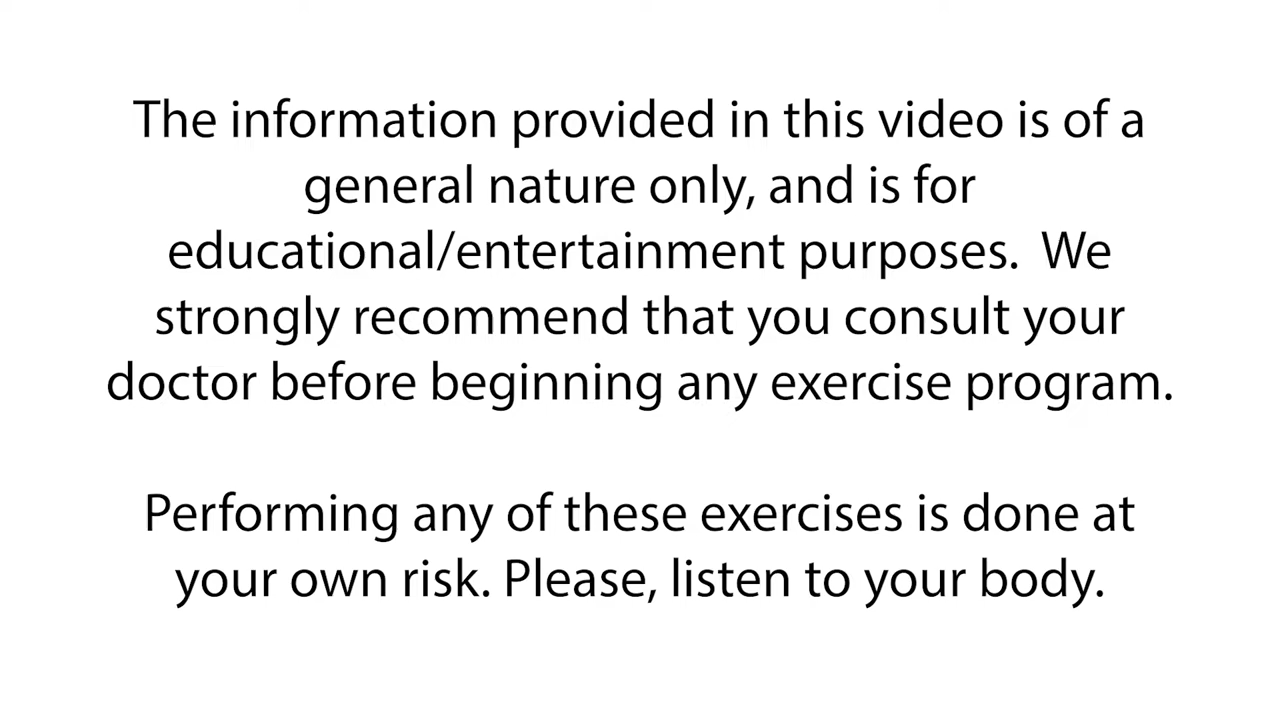 The information provided in this video is of a
general nature only, and is for
educational/entertainment purposes.  We
strongly recommend that you consult your
doctor before beginning any exercise program.
Performing any of these exercises is done at
your own risk. Please, listen to your body.